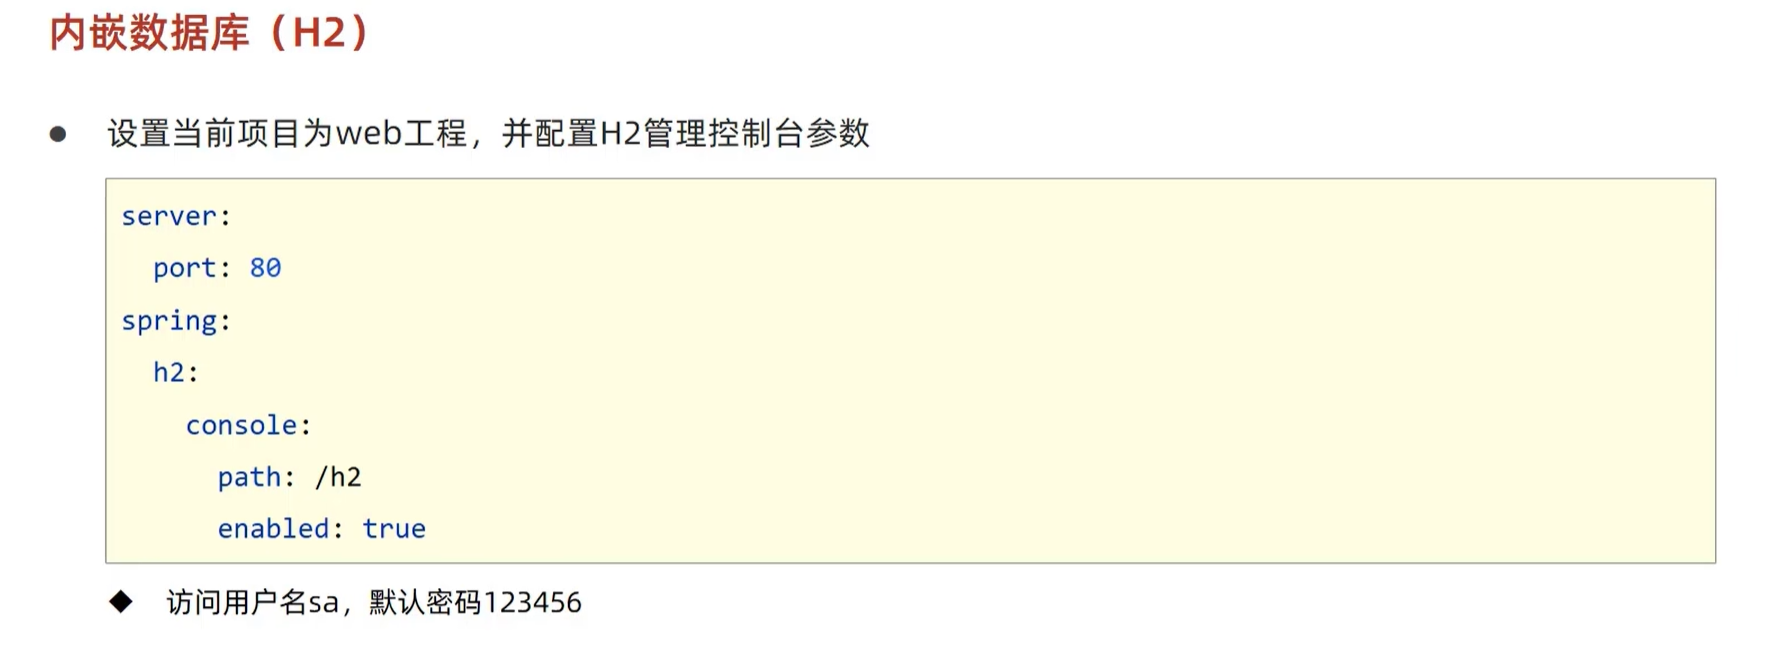 内嵌数据库（H2）
● 设置当前项目为web工程，并配置H2管理控制台参数
server:
  port: 80
spring:
  h2:
    console:
      path: /h2
      enabled: true
◆ 访问用户名sa，默认密码123456